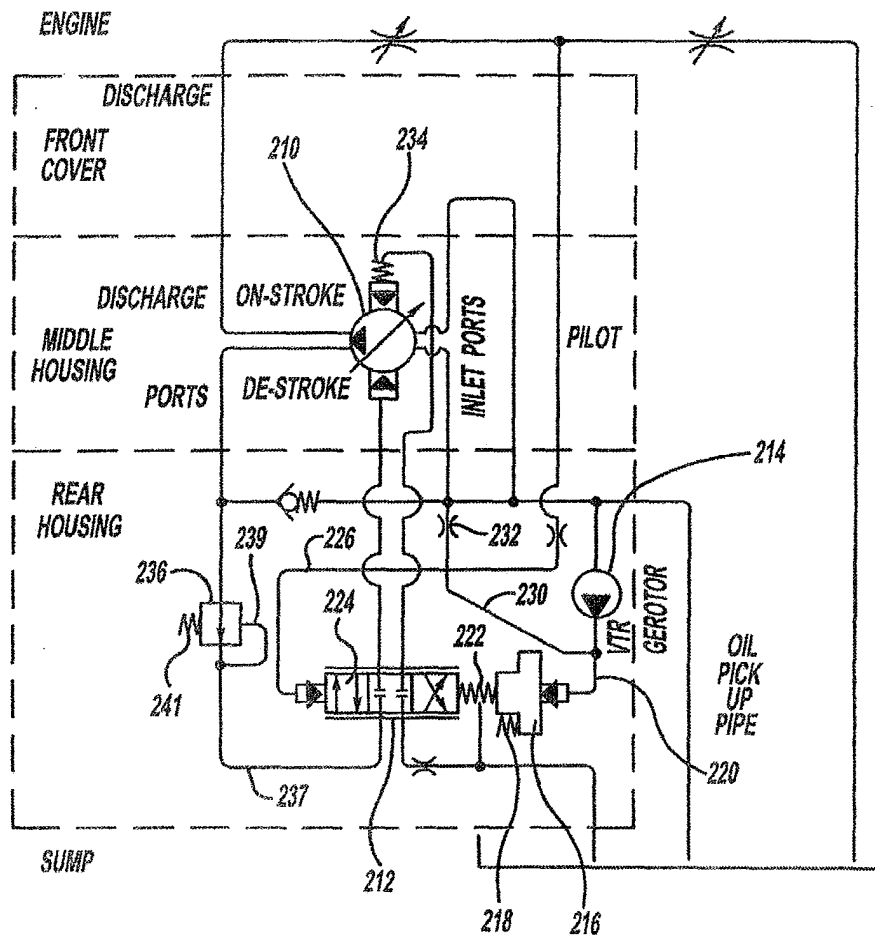 ENGINE
DISCHARGE
FRONT
COVER
210
234
DISCHARGE
ON-STROKE
MIDDLE
HOUSING
DE-STROKE
PORTS
INLET PORTS
PILOT
REAR
HOUSING
214
239
226
232
236
224
230
222
VTR
GEROTOR
OIL
PICK
UP
PIPE
241
220
237
SUMP
212
218
216